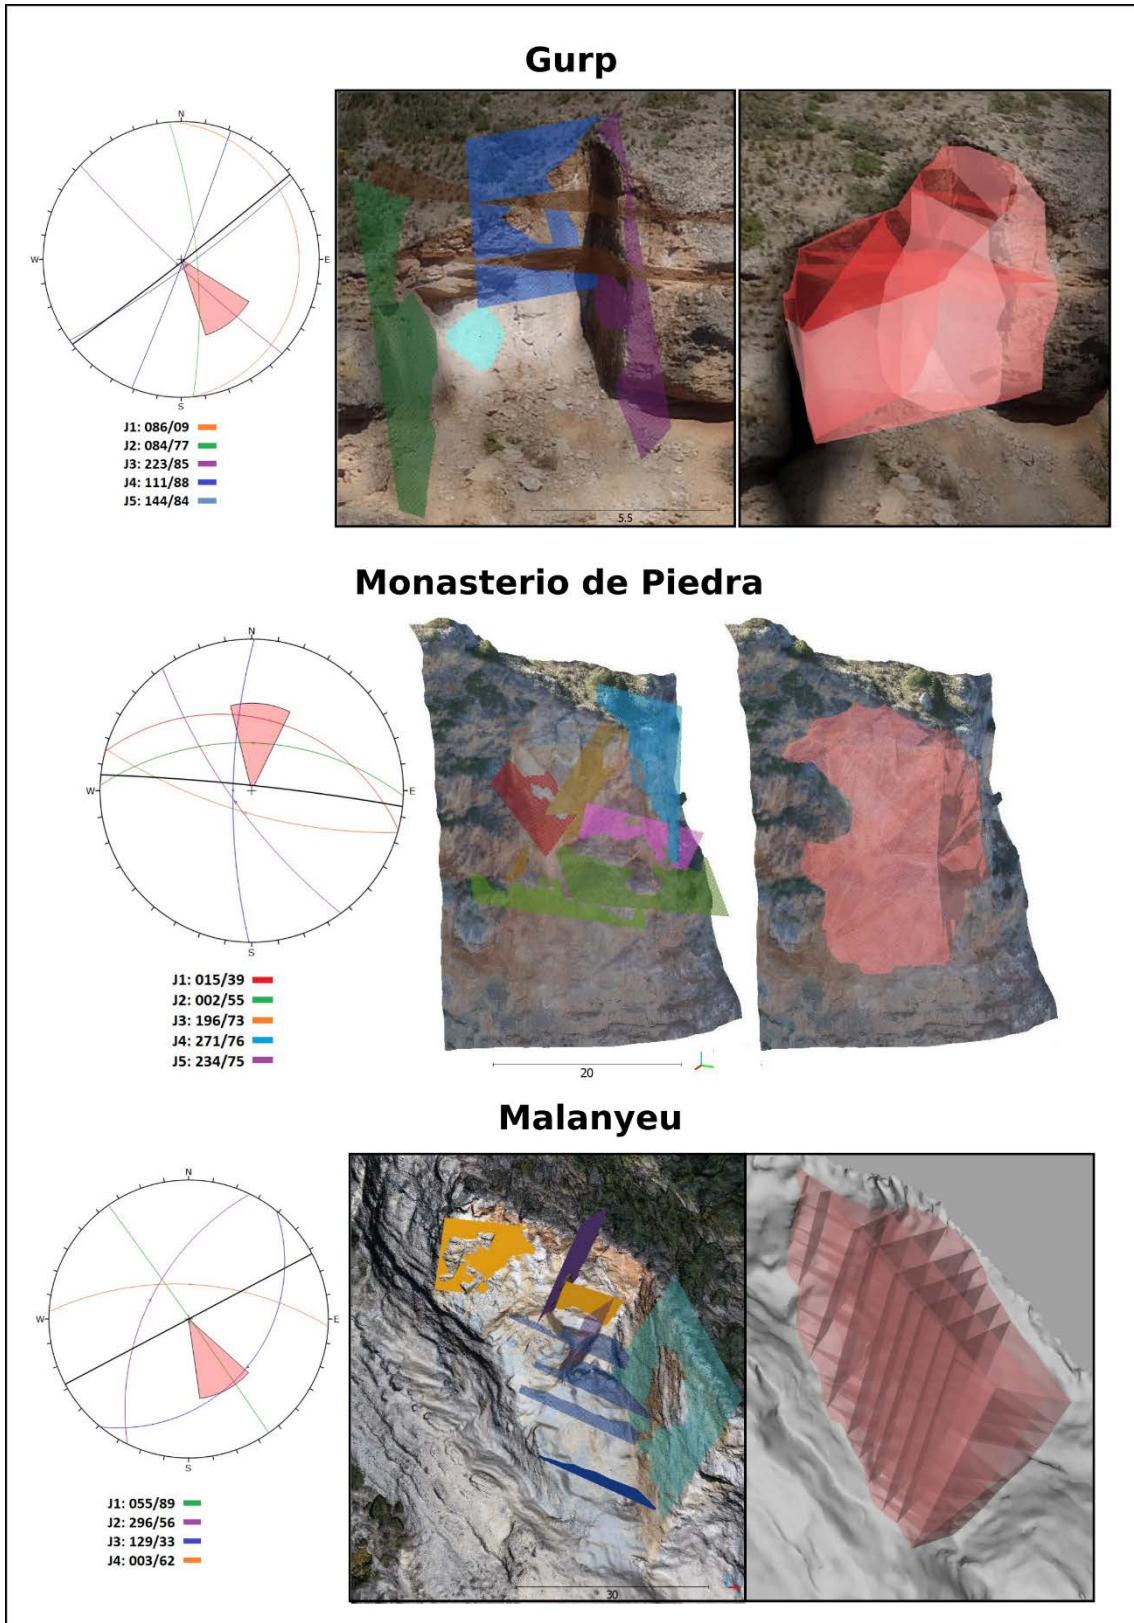 Gurp
N
W
E
S
J1: 086/09
J2: 084/77
J3: 223/85
J4: 111/88
J5: 144/84
5.5
Monasterio de Piedra
N
W
E
S
J1: 015/39
J2: 002/55
J3: 196/73
J4: 271/76
J5: 234/75
20
Malanyeu
N
W
E
S
J1: 055/89
J2: 296/56
J3: 129/33
J4: 003/62
30